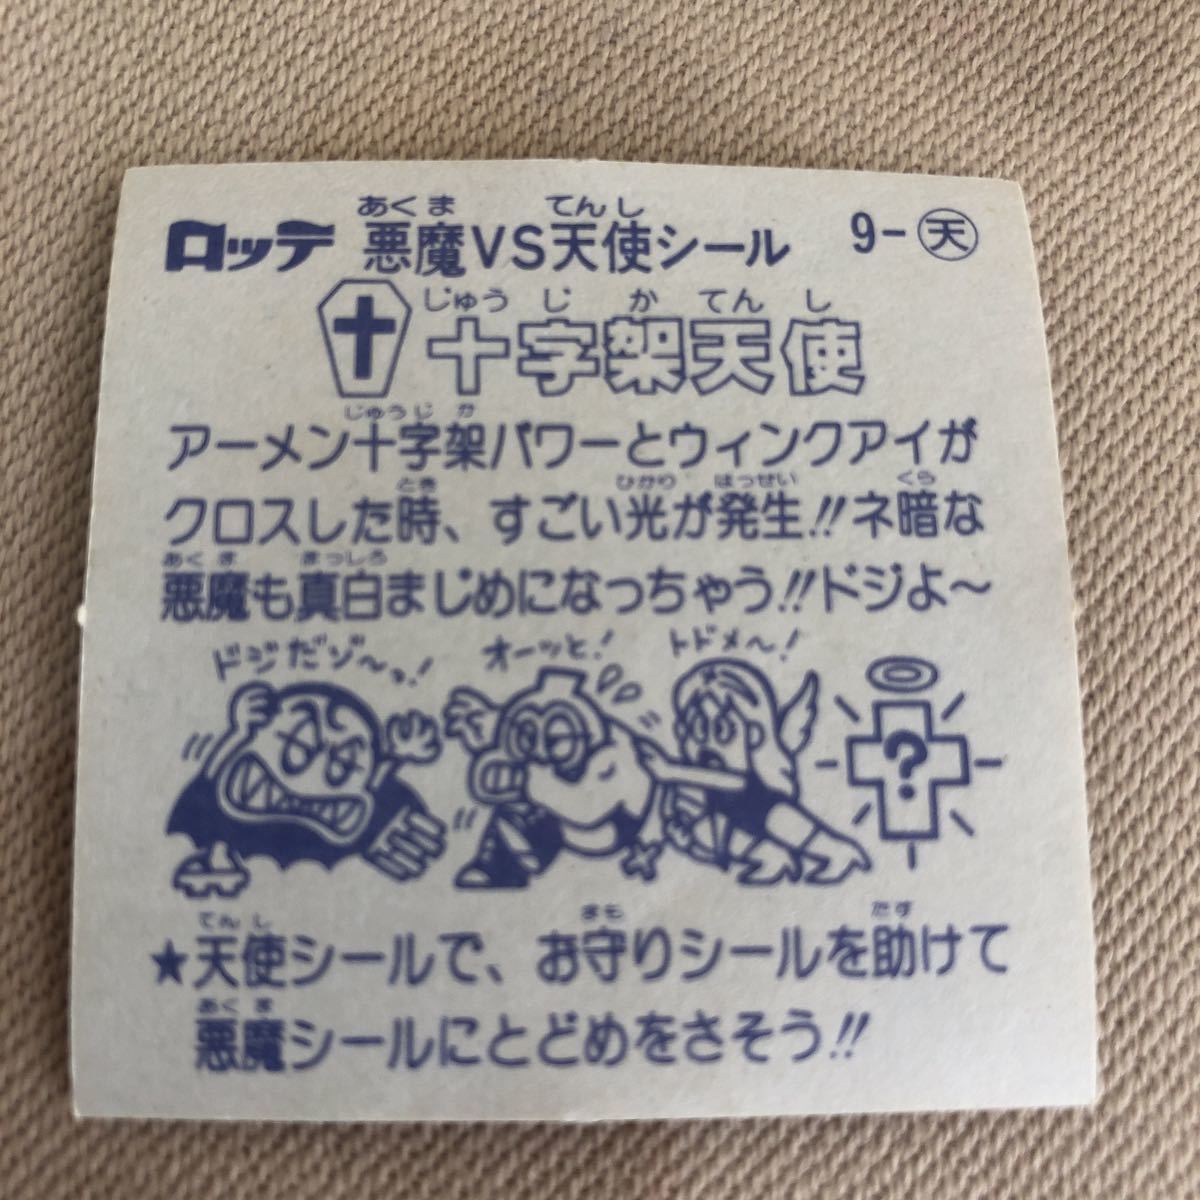 あくま てんし
ロッテ 悪魔VS天使シール 9-天
じゅうじかてんし
十字架天使
じゅうじか
アーメン十字架パワーとウィンクアイが
とき ひかり はっせい くら
クロスした時、すごい光が発生!!ネ暗な
あくま まっしろ
悪魔も真白まじめになっちゃう!!ドジよ〜
ドジだゾ〜っ! オーッと! トドメ〜!
?
てんし まも たす
★天使シールで、お守りシールを助けて
あくま
悪魔シールにとどめをさそう!!